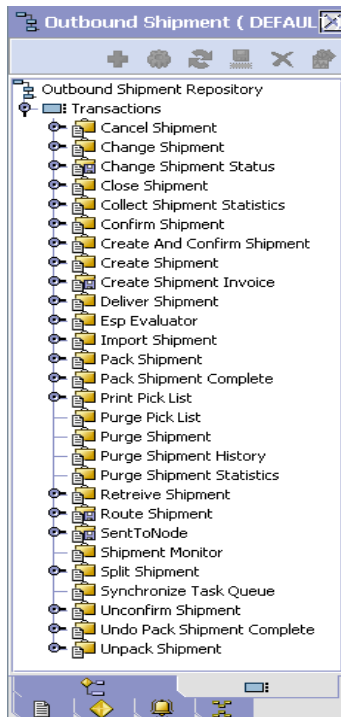 Outbound Shipment ( DEFAUL
Outbound Shipment Repository
Transactions
Cancel Shipment
Change Shipment
Change Shipment Status
Close Shipment
Collect Shipment Statistics
Confirm Shipment
Create And Confirm Shipment
Create Shipment
Create Shipment Invoice
Deliver Shipment
Esp Evaluator
Import Shipment
Pack Shipment
Pack Shipment Complete
Print Pick List
Purge Pick List
Purge Shipment
Purge Shipment History
Purge Shipment Statistics
Retreive Shipment
Route Shipment
SentToNode
Shipment Monitor
Split Shipment
Synchronize Task Queue
Unconfirm Shipment
Undo Pack Shipment Complete
Unpack Shipment